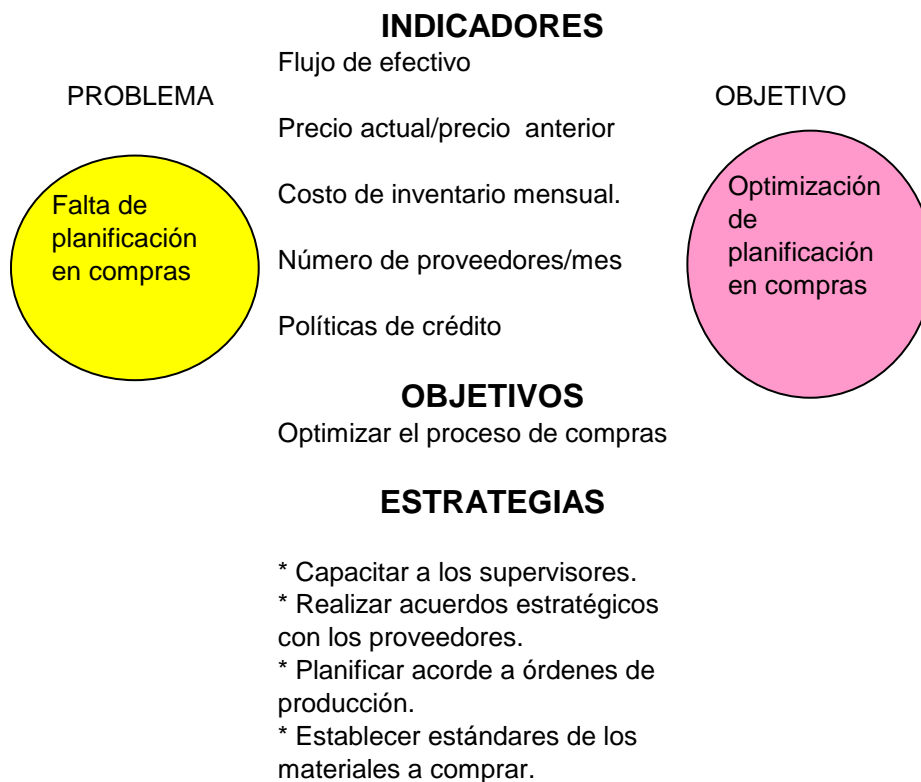 INDICADORES
Flujo de efectivo
PROBLEMA
OBJETIVO
Precio actual/precio anterior
Falta de
planificación
en compras
Costo de inventario mensual.
Número de proveedores/mes
Políticas de crédito
Optimización
de
planificación
en compras
OBJETIVOS
Optimizar el proceso de compras
ESTRATEGIAS
* Capacitar a los supervisores.
* Realizar acuerdos estratégicos
con los proveedores.
* Planificar acorde a órdenes de
producción.
* Establecer estándares de los
materiales a comprar.